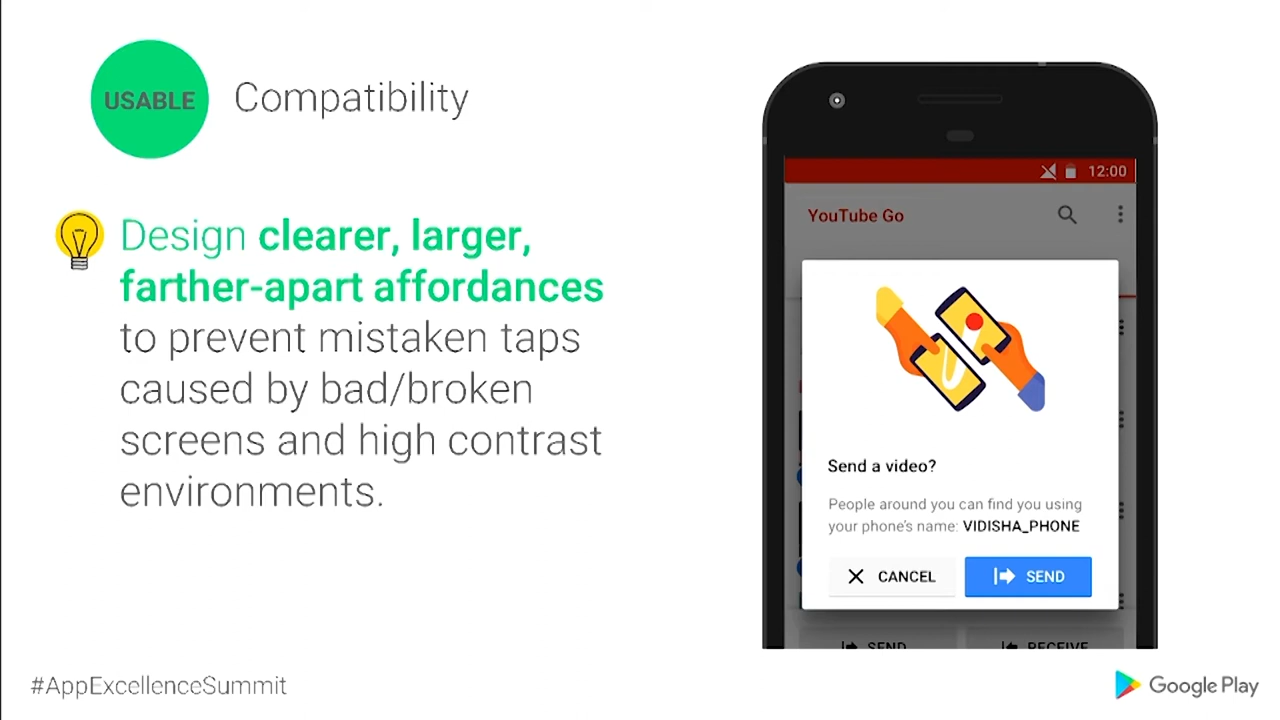 USABLE
Compatibility
Design clearer, larger,
farther-apart affordances
to prevent mistaken taps
caused by bad/broken
screens and high contrast
environments.
12:00
YouTube Go
Send a video?
People around you can find you using
your phone's name: VIDISHA_PHONE
CANCEL
SEND
SEND
RECEIVE
#AppExcellenceSummit
Google Play